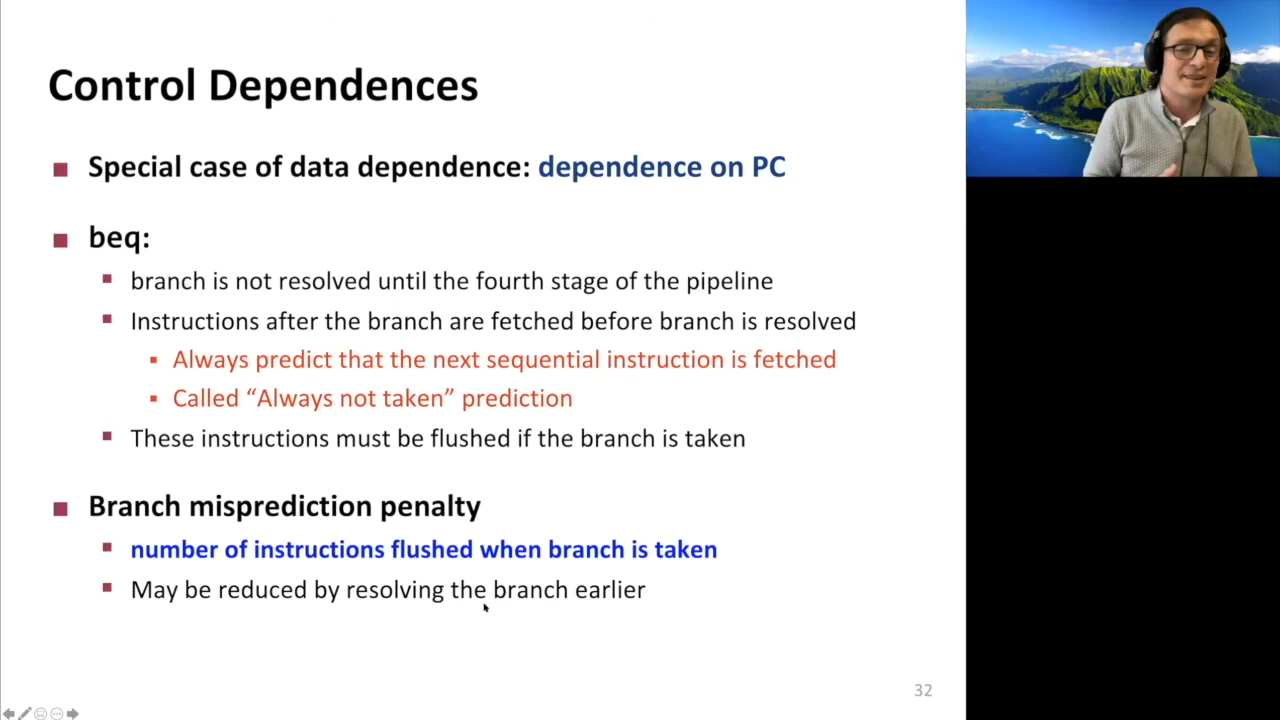 Control Dependences
Special case of data dependence: dependence on PC
beq:
branch is not resolved until the fourth stage of the pipeline
Instructions after the branch are fetched before branch is resolved
Always predict that the next sequential instruction is fetched
Called “Always not taken” prediction
These instructions must be flushed if the branch is taken
Branch misprediction penalty
number of instructions flushed when branch is taken
May be reduced by resolving the branch earlier
32